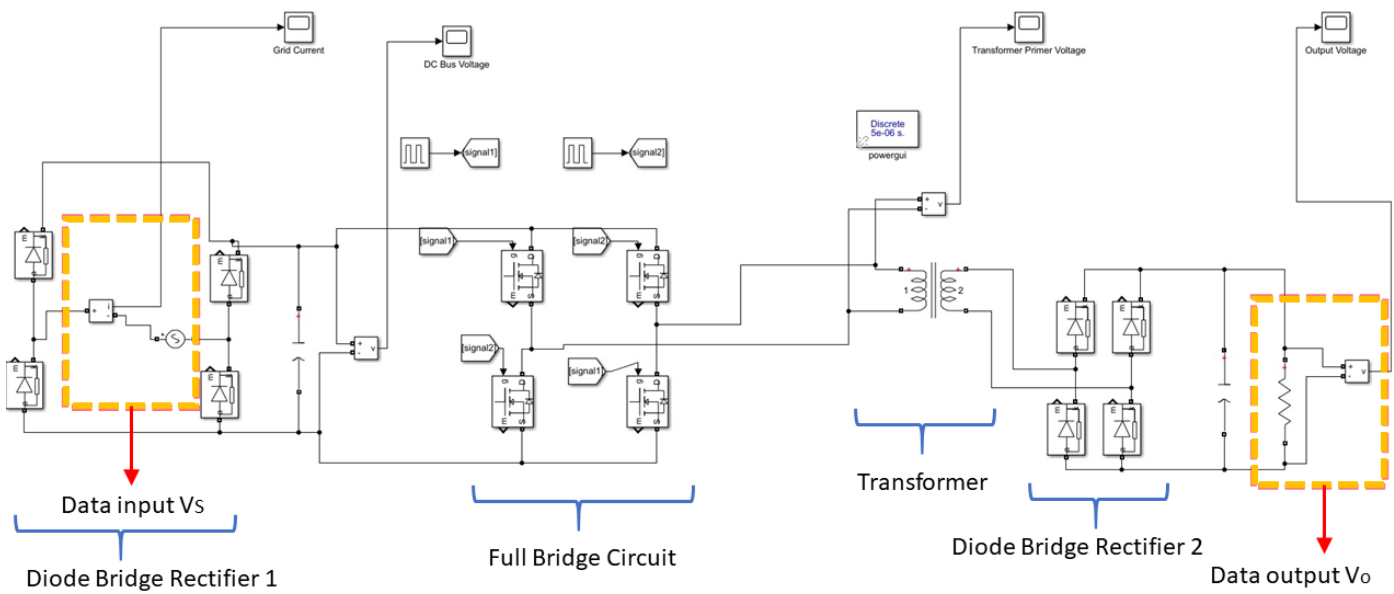 Grid Current
DC Bus Voltage
Transformer Primer Voltage
Output Voltage
Discrete
5e-06 s.
powergui
[signal1]
[signal2]
[signal1]
[signal2]
[signal2]
[signal1]
g
D
m
S
g
D
m
S
g
D
m
S
g
D
m
S
m
m
m
m
m
m
m
m
i
+
-
+
-
v
+
-
v
+
-
v
1
+
2
+
Data input Vs
Diode Bridge Rectifier 1
Full Bridge Circuit
Transformer
Diode Bridge Rectifier 2
Data output Vo